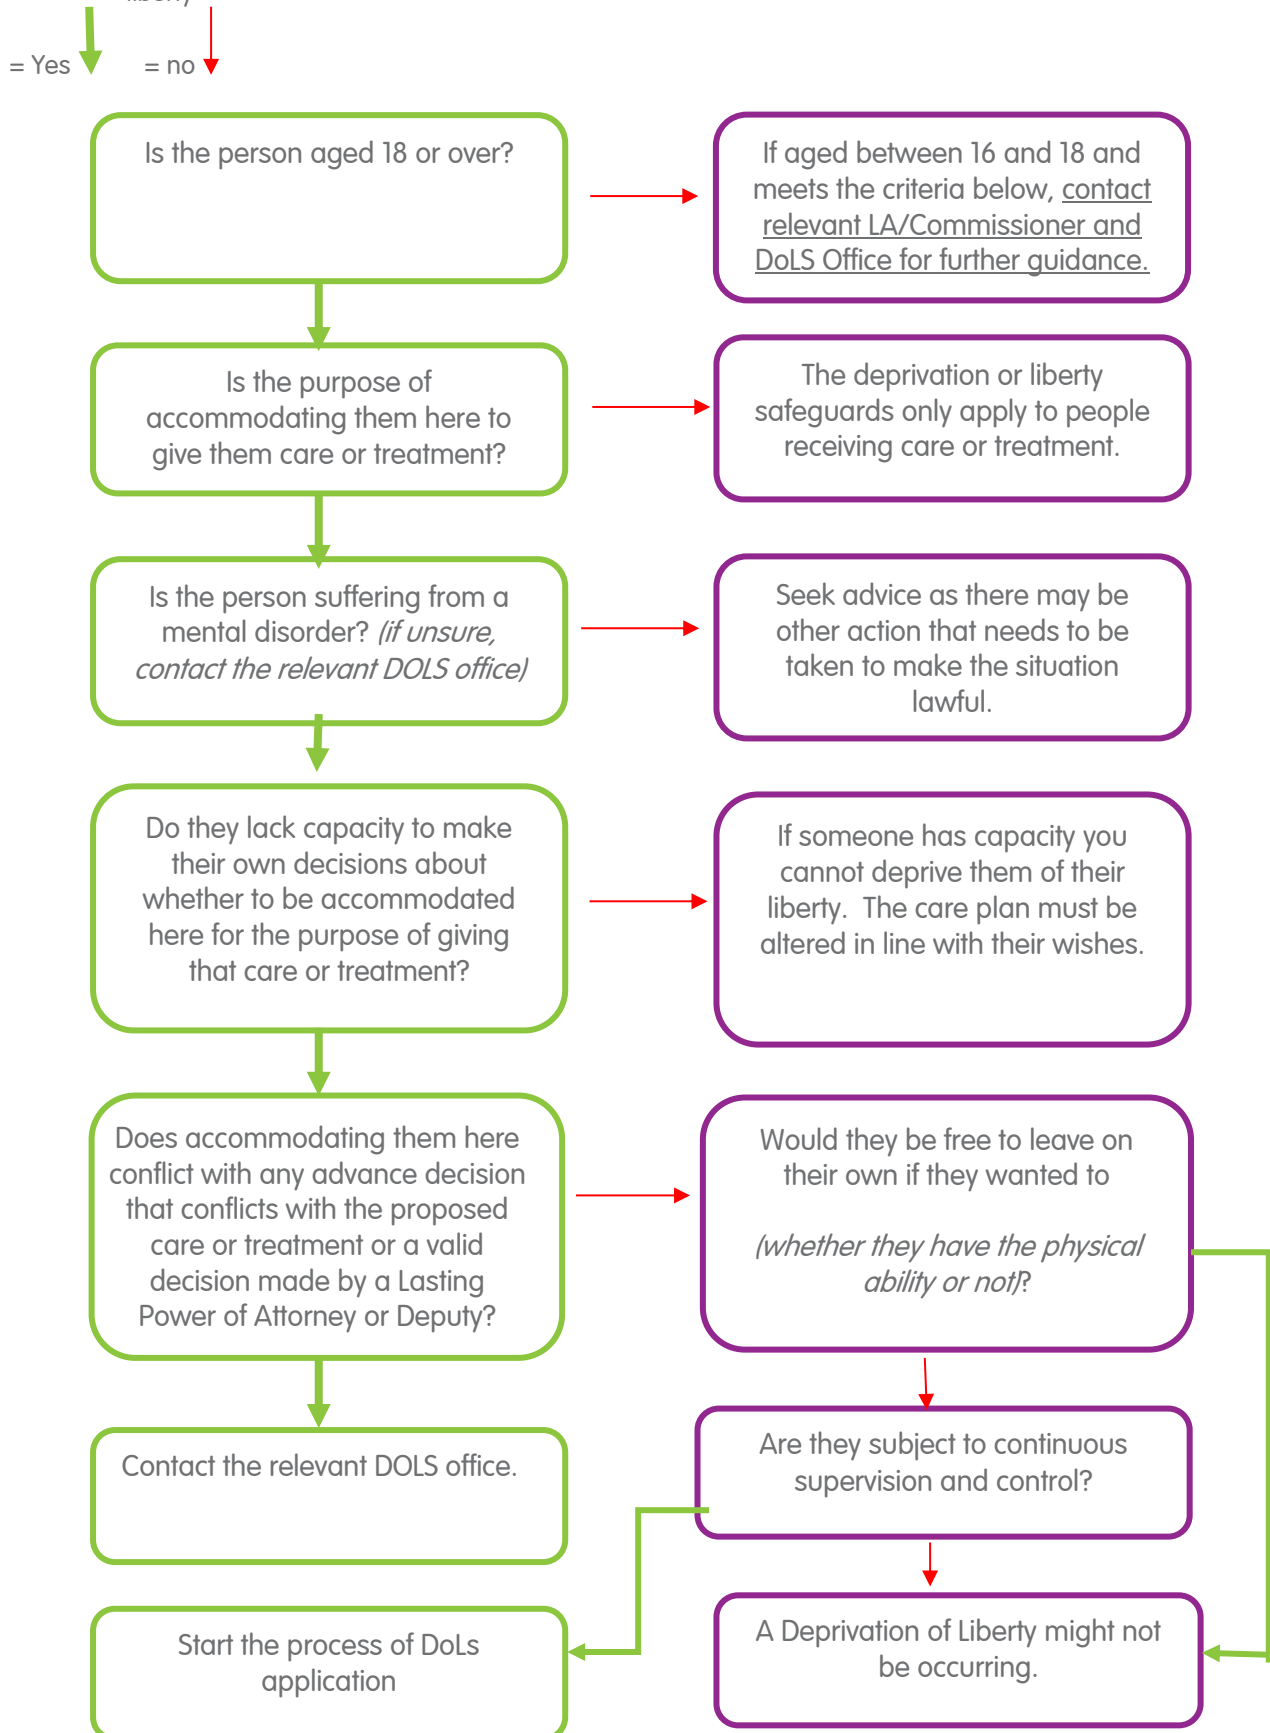 liberty
= Yes
= no
Is the person aged 18 or over?
If aged between 16 and 18 and
meets the criteria below, contact
relevant LA/Commissioner and
DoLS Office for further guidance.
Is the purpose of
accommodating them here to
give them care or treatment?
The deprivation or liberty
safeguards only apply to people
receiving care or treatment.
Is the person suffering from a
mental disorder? (if unsure,
contact the relevant DOLS office)
Seek advice as there may be
other action that needs to be
taken to make the situation
lawful.
Do they lack capacity to make
their own decisions about
whether to be accommodated
here for the purpose of giving
that care or treatment?
If someone has capacity you
cannot deprive them of their
liberty.  The care plan must be
altered in line with their wishes.
Does accommodating them here
conflict with any advance decision
that conflicts with the proposed
care or treatment or a valid
decision made by a Lasting
Power of Attorney or Deputy?
Would they be free to leave on
their own if they wanted to
(whether they have the physical
ability or not)?
Contact the relevant DOLS office.
Are they subject to continuous
supervision and control?
Start the process of DoLs
application
A Deprivation of Liberty might not
be occurring.